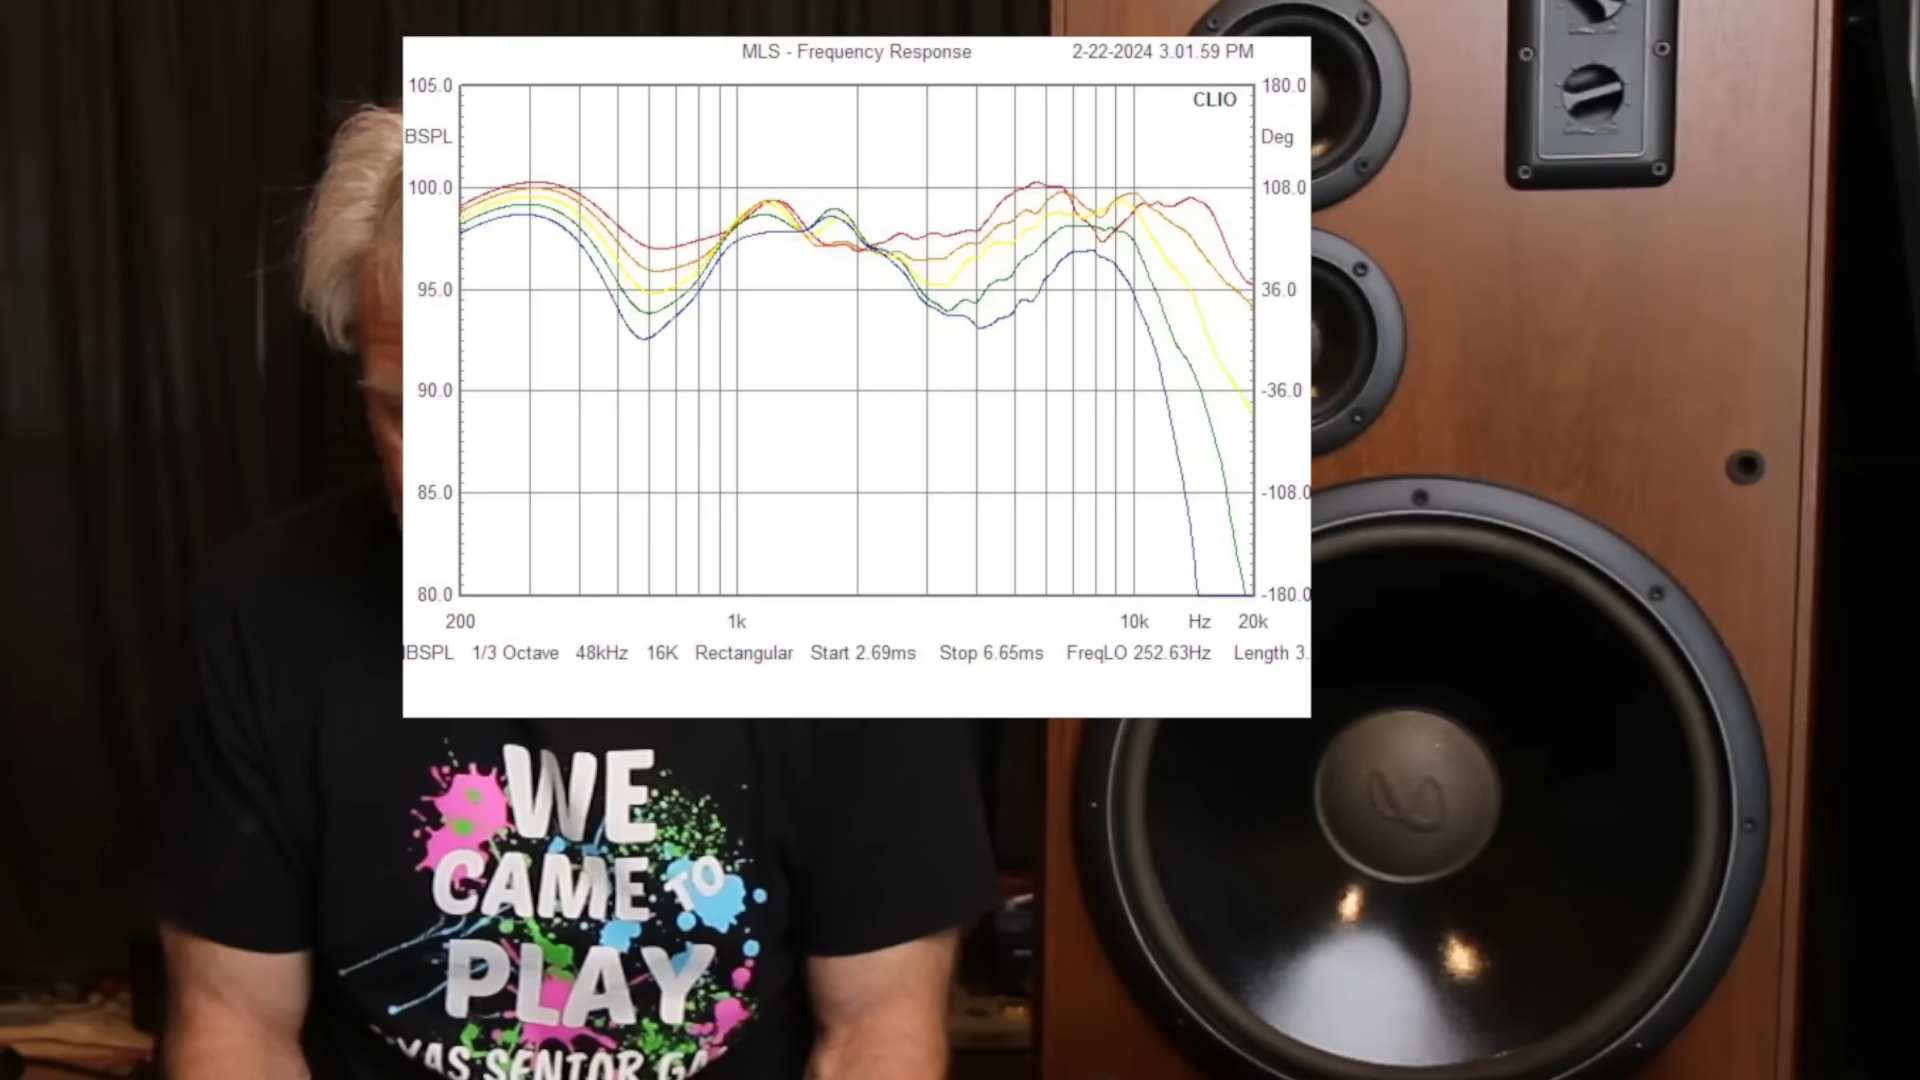 MLS - Frequency Response 2-22-2024 3.01.59 PM
105.0 180.0
CLIO
BSPL Deg
100.0 108.0
95.0 36.0
90.0 -36.0
85.0 -108.0
80.0 -180.0
200 1k 10k Hz 20k
BSPL 1/3 Octave 48kHz 16K Rectangular Start 2.69ms Stop 6.65ms FreqLO 252.63Hz Length 3.
WE
CAME TO
PLAY